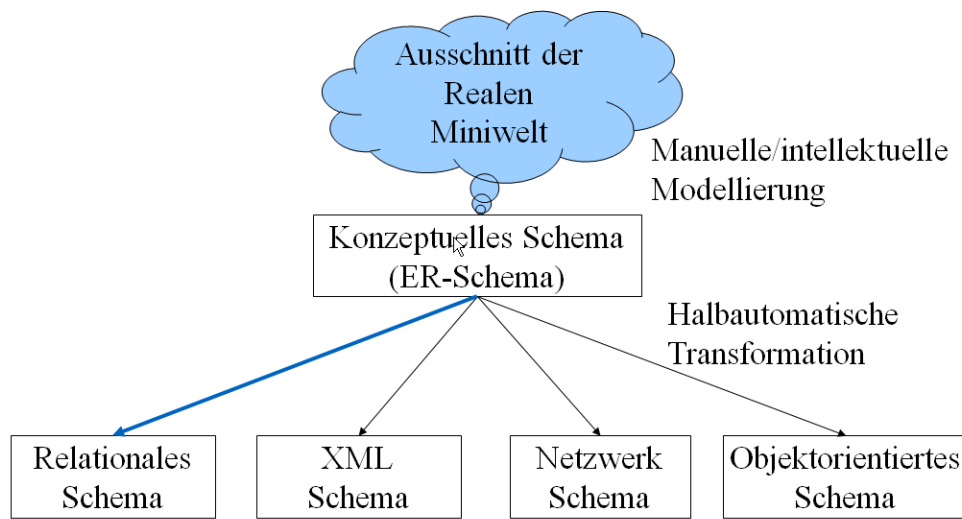 Ausschnitt der
Realen
Miniwelt
Manuelle/intellektuelle
Modellierung
Konzeptuelles Schema
(ER-Schema)
Halbautomatische
Transformation
Relationales
Schema
XML
Schema
Netzwerk
Schema
Objektorientiertes
Schema